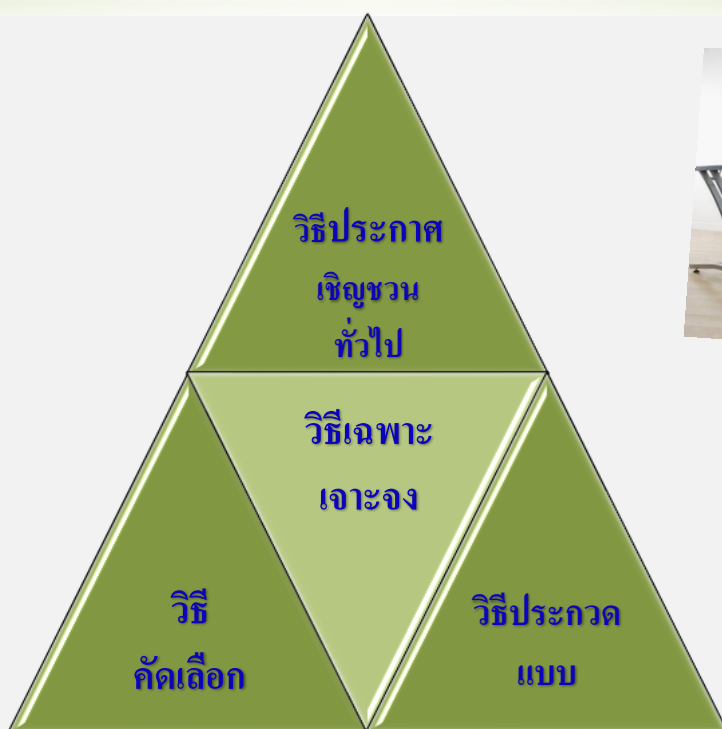 วิธีประกาศ
เชิญชวน
ทั่วไป
วิธีเฉพาะ
เจาะจง
วิธี
คัดเลือก
วิธีประกวด
แบบ